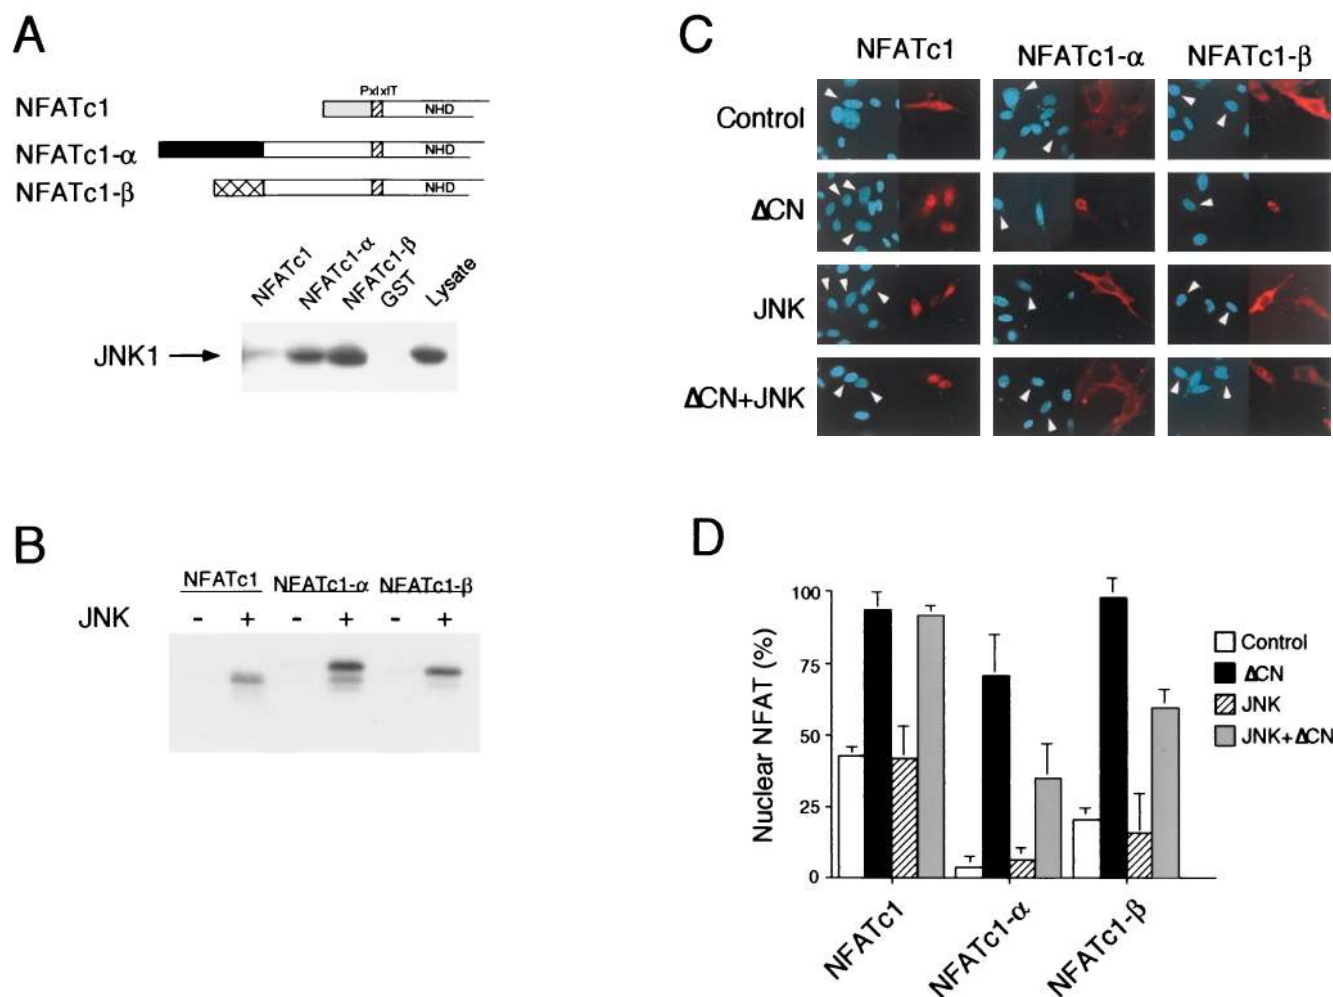 A
PxIxIT
NFATc1
NHD
NFATc1-α
NHD
NFATc1-β
NHD
NFATc1
NFATc1-α
NFATc1-β
GST
Lysate
JNK1
B
NFATc1 NFATc1-α NFATc1-β
JNK - + - + - +
C
NFATc1 NFATc1-α NFATc1-β
Control
ΔCN
JNK
ΔCN+JNK
D
Nuclear NFAT (%)
100
75
50
25
0
NFATc1
NFATc1-α
NFATc1-β
Control
ΔCN
JNK
JNK+ΔCN